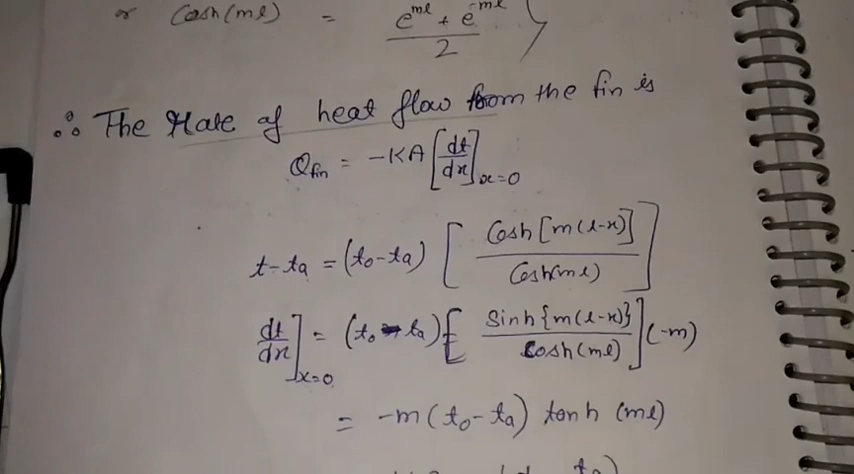 or Cosh(ml) = (e^ml + e^-ml)/2 }
∴ The Rate of heat flow from the fin is
Q_fin = -KA [dt/dx]_x=0
t-ta = (to-ta) [Cosh[m(l-x)]/Cosh(ml)]
dt/dx]_x=0 = (to-ta) [Sinh{m(l-x)}/Cosh(ml)] (-m)
= -m (to-ta) tanh (ml)